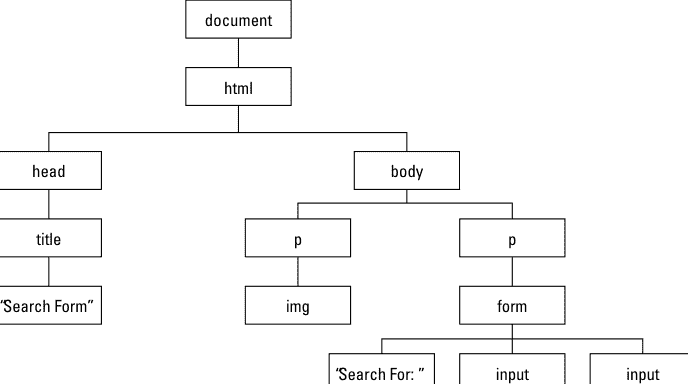 document
html
head
body
title
p
p
“Search Form”
img
form
“Search For: ”
input
input